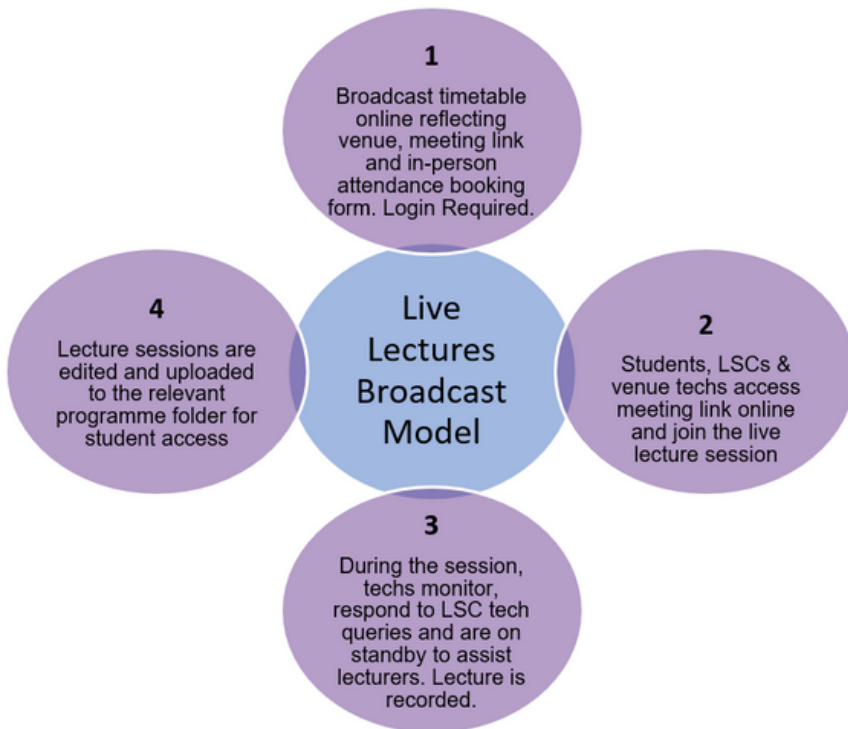 1
Broadcast timetable
online reflecting
venue, meeting link
and in-person
attendance booking
form. Login Required.
Live
Lectures
Broadcast
Model
2
Students, LSCs &
venue techs access
meeting link online
and join the live
lecture session
3
During the session,
techs monitor,
respond to LSC tech
queries and are on
standby to assist
lecturers. Lecture is
recorded.
4
Lecture sessions are
edited and uploaded
to the relevant
programme folder for
student access